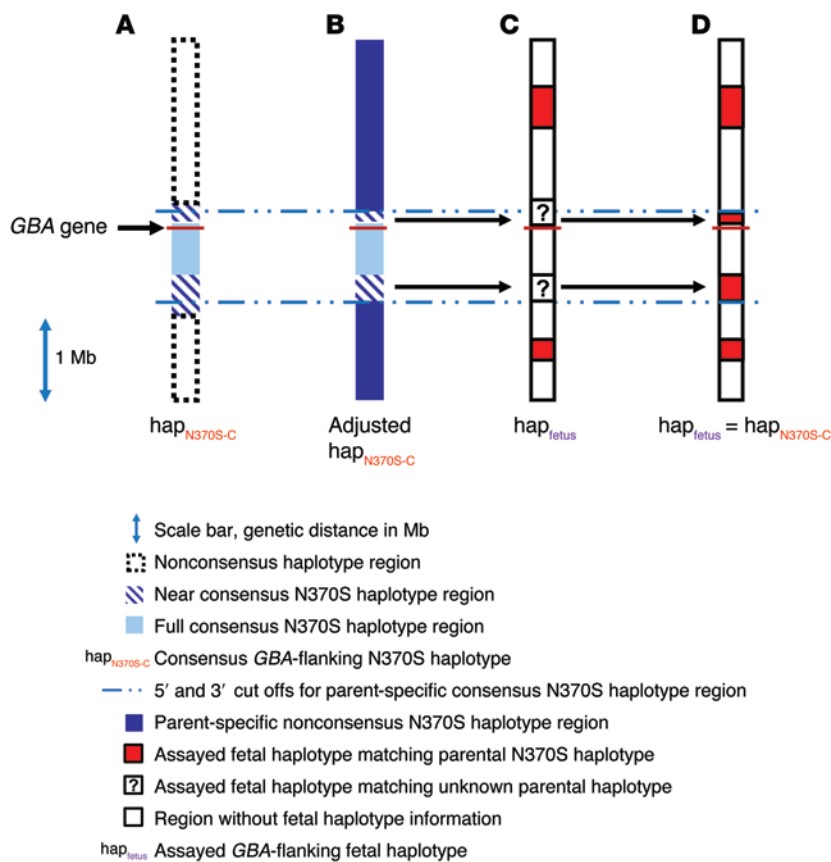 A B C D
GBA gene
? ?
1 Mb
hapN370S-C
Adjusted
hapN370S-C
hapfetus
hapfetus = hapN370S-C
Scale bar, genetic distance in Mb
Nonconsensus haplotype region
Near consensus N370S haplotype region
Full consensus N370S haplotype region
hapN370S-C Consensus GBA-flanking N370S haplotype
5′ and 3′ cut offs for parent-specific consensus N370S haplotype region
Parent-specific nonconsensus N370S haplotype region
Assayed fetal haplotype matching parental N370S haplotype
? Assayed fetal haplotype matching unknown parental haplotype
Region without fetal haplotype information
hapfetus Assayed GBA-flanking fetal haplotype